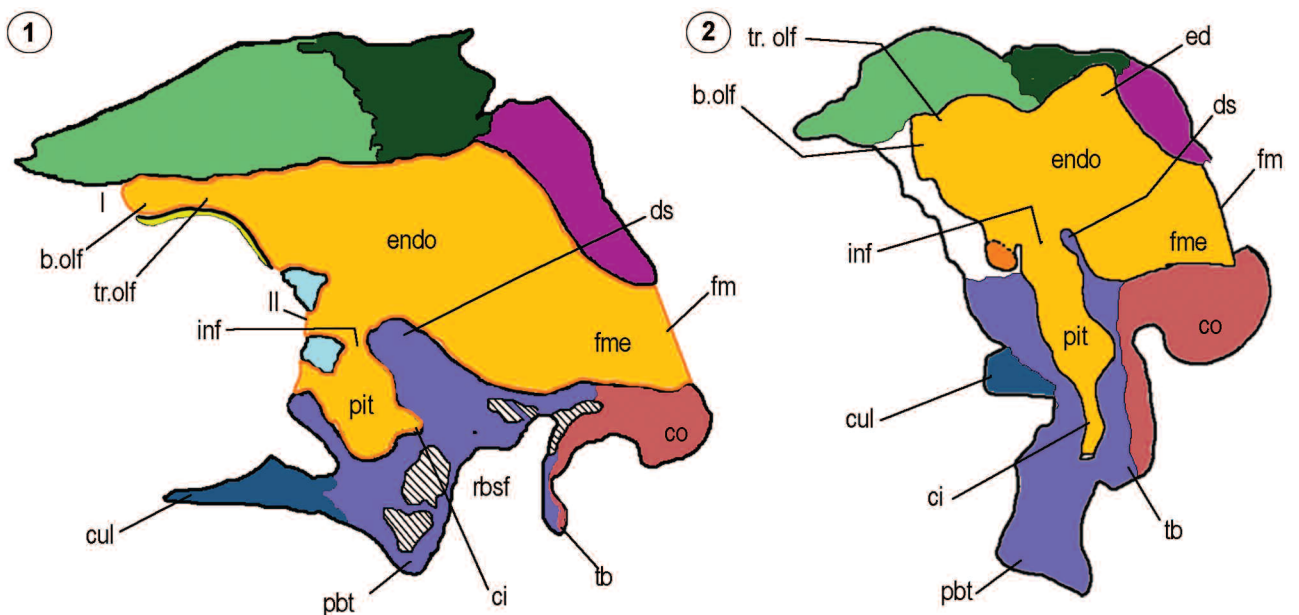 1
I
b.olf
tr.olf
II
inf
endo
ds
fm
fme
pit
co
cul
rbsf
pbt
ci
tb
2
tr. olf
ed
b.olf
ds
endo
fm
inf
fme
pit
co
cul
ci
tb
pbt